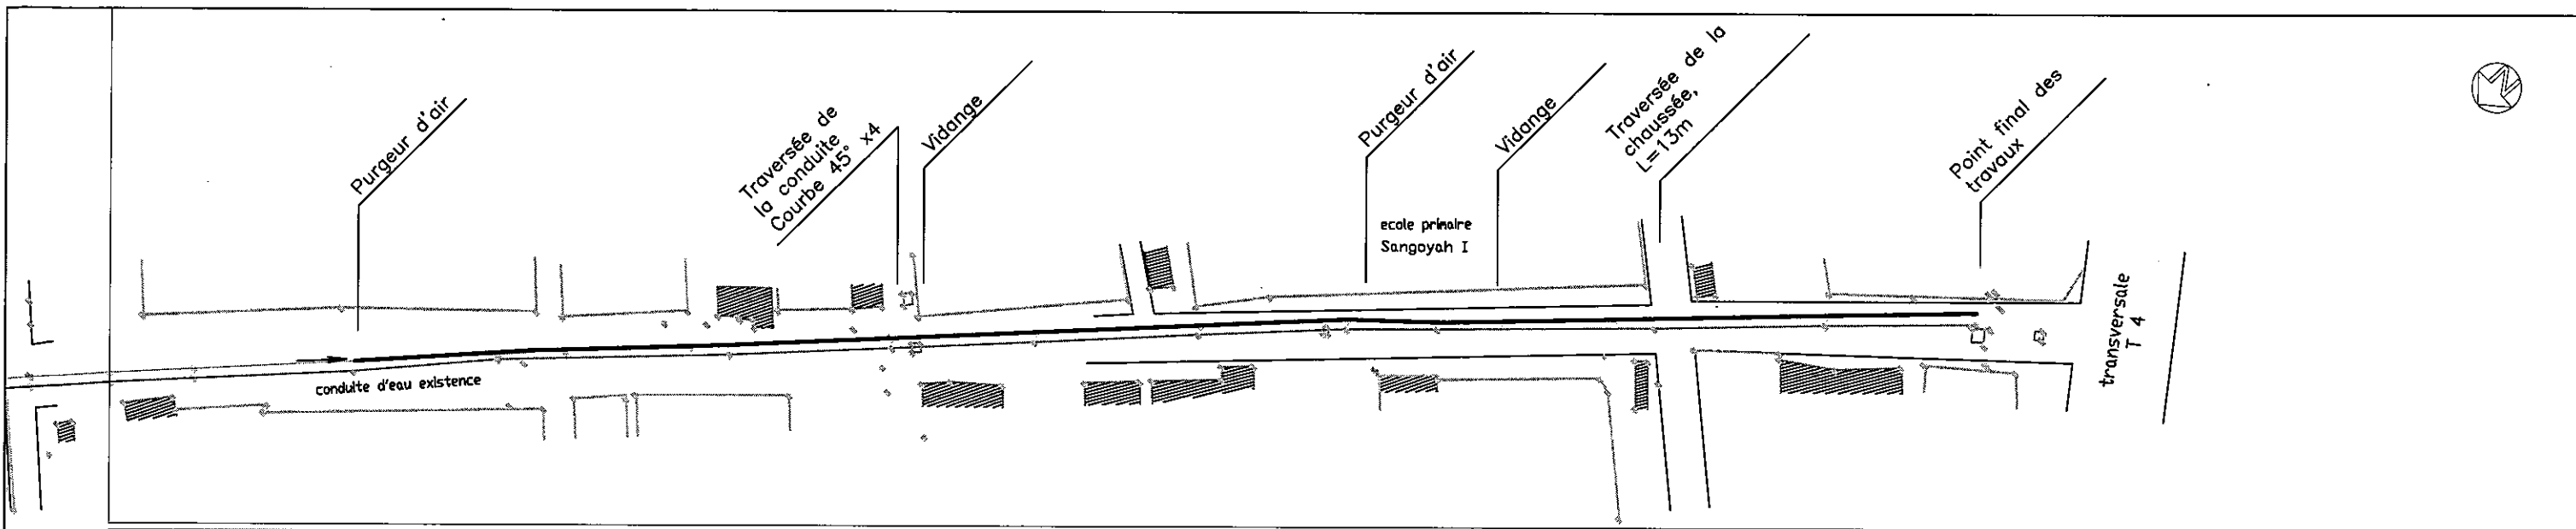 Purgeur d'air
Traversée de
la conduite
Courbe 45° x4
Vidange
Purgeur d'air
Vidange
Traversée de la
chaussée,
L=13m
Point final des
travaux
ecole primaire
Sangoyah I
conduite d'eau existence
transversale
T 4